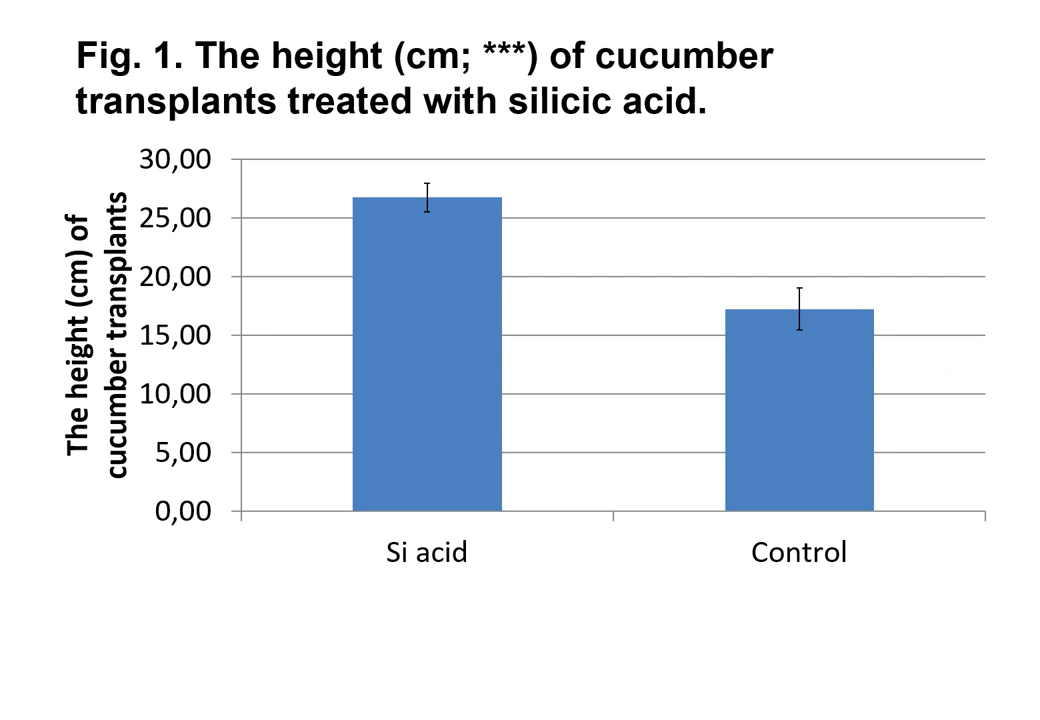 Fig. 1. The height (cm; ***) of cucumber
transplants treated with silicic acid.
The height (cm) of
cucumber transplants
30,00
25,00
20,00
15,00
10,00
5,00
0,00
Si acid
Control